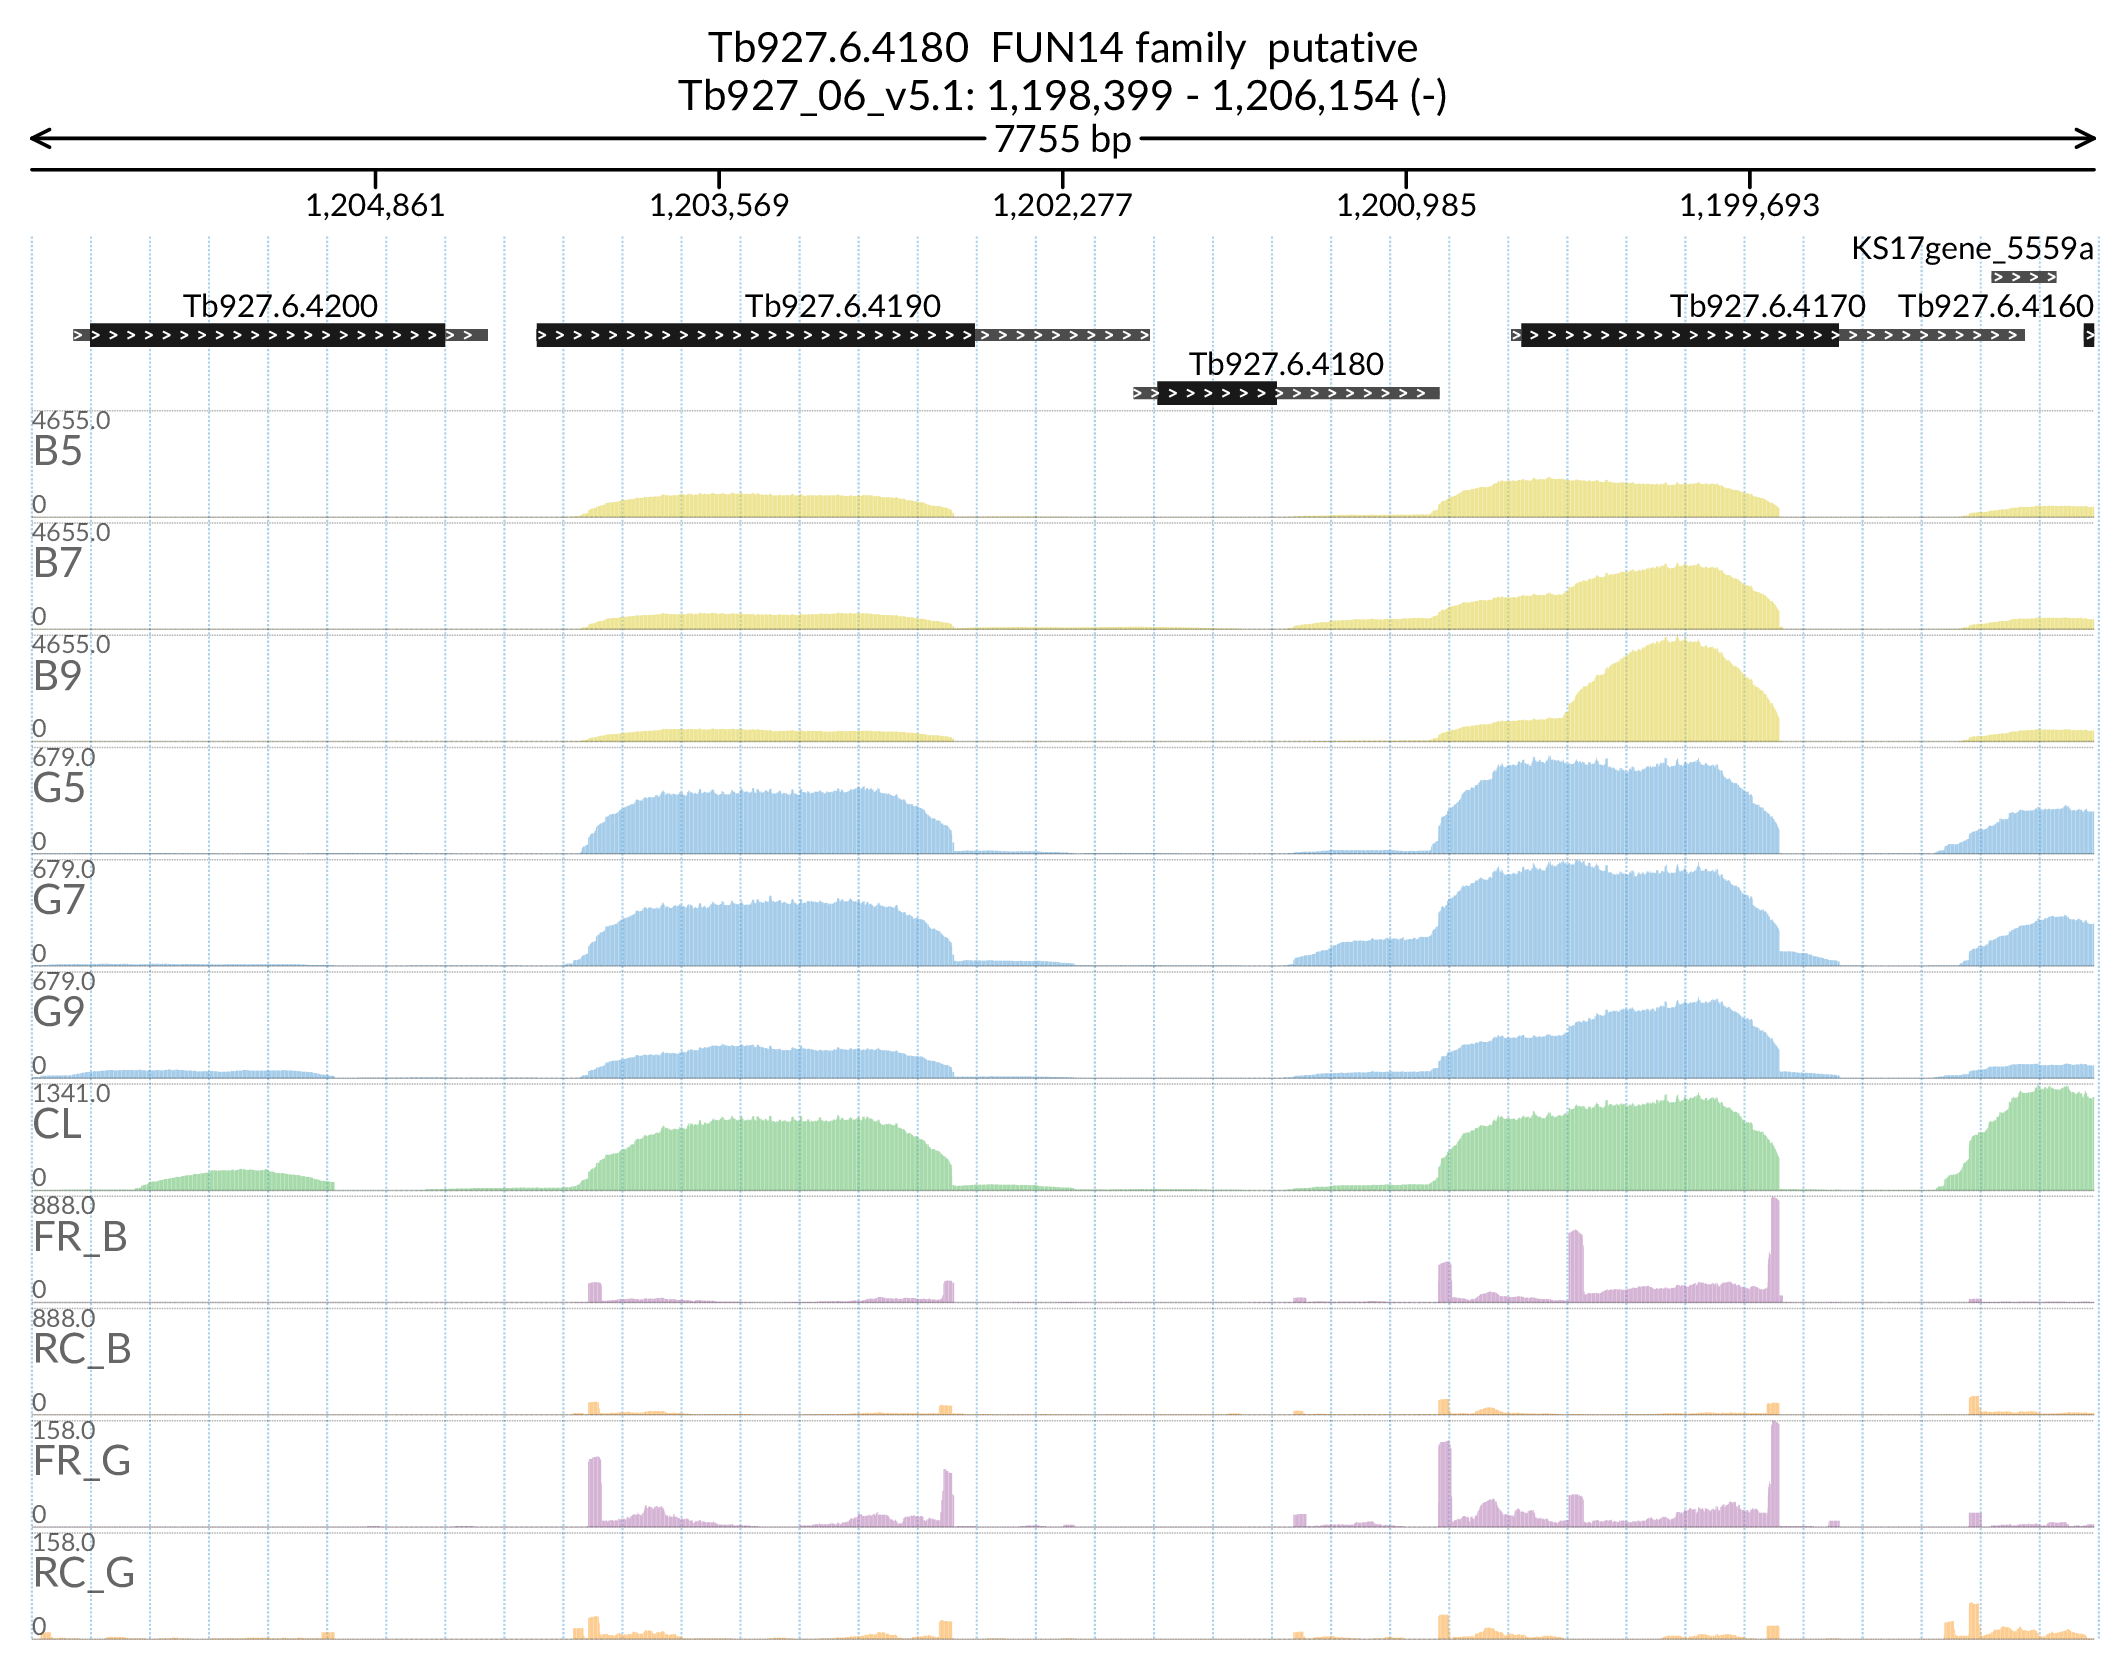 Tb927.6.4180 FUN14 family putative
Tb927_06_v5.1: 1,198,399 - 1,206,154 (-)
7755 bp
1,204,861 1,203,569 1,202,277 1,200,985 1,199,693
KS17gene_5559a
Tb927.6.4200 Tb927.6.4190 Tb927.6.4170 Tb927.6.4160
Tb927.6.4180
4655.0
B5
0
4655.0
B7
0
4655.0
B9
0
679.0
G5
0
679.0
G7
0
679.0
G9
0
1341.0
CL
0
888.0
FR_B
0
888.0
RC_B
0
158.0
FR_G
0
158.0
RC_G
0